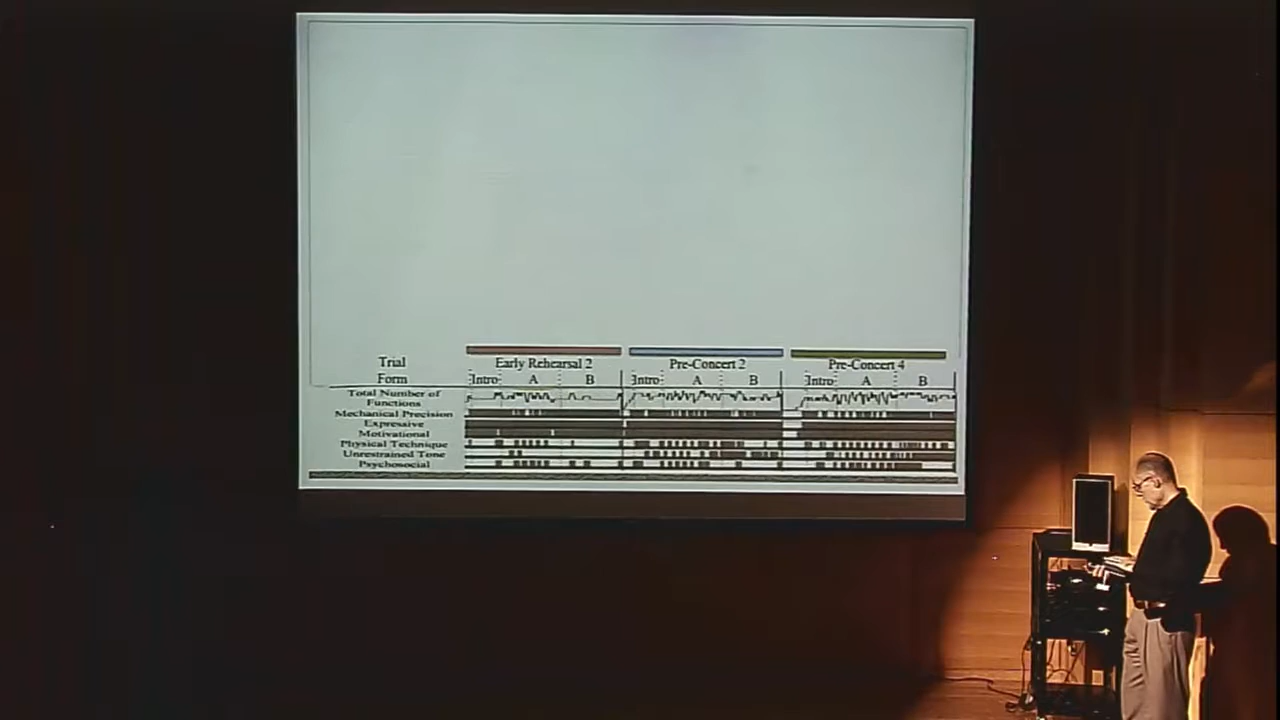 Trial Early Rehearsal 2 Pre-Concert 2 Pre-Concert 4
Form Intro A B Intro A B Intro A B
Total Number of
Functions
Mechanical Precision
Expressive
Motivational
Physical Technique
Unrestrained Tone
Psychosocial